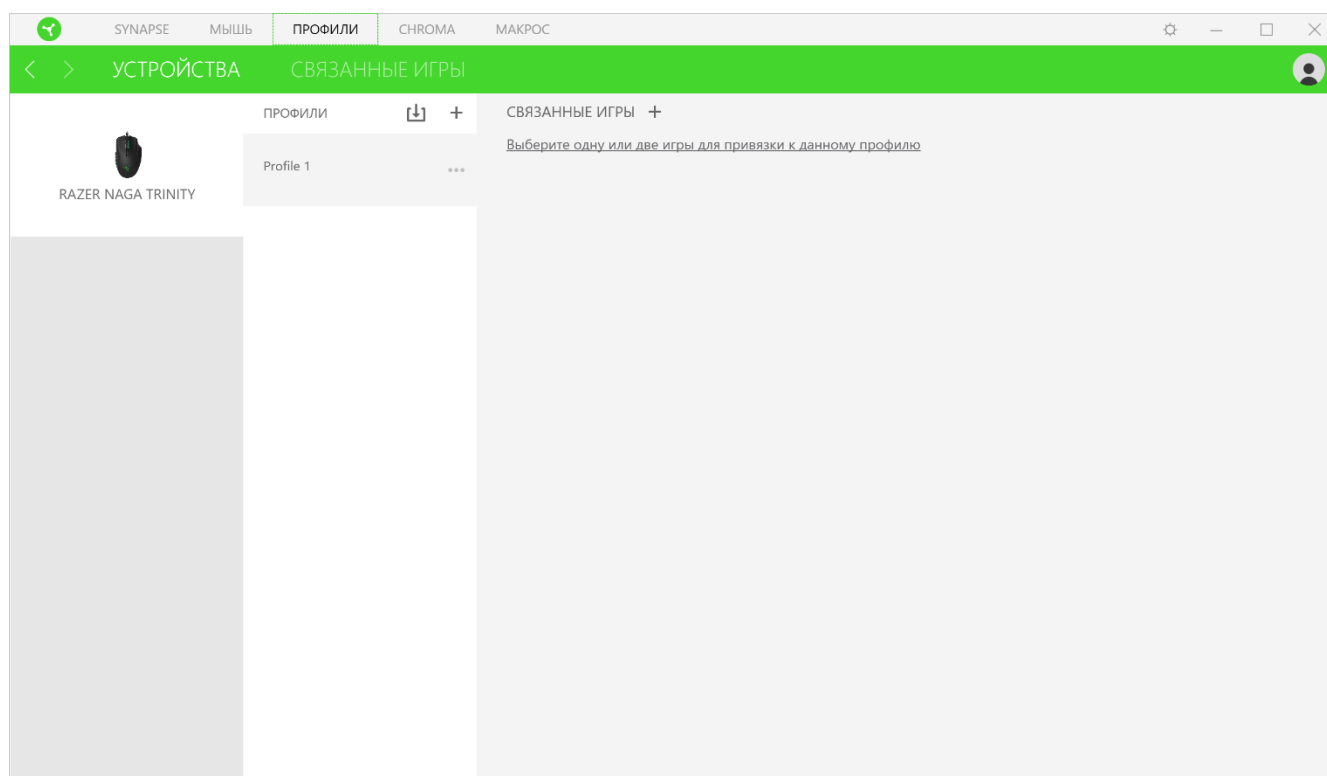 SYNAPSE МЫШЬ ПРОФИЛИ CHROMA МАКРОС
УСТРОЙСТВА СВЯЗАННЫЕ ИГРЫ
ПРОФИЛИ
СВЯЗАННЫЕ ИГРЫ +
Выберите одну или две игры для привязки к данному профилю
Profile 1
RAZER NAGA TRINITY